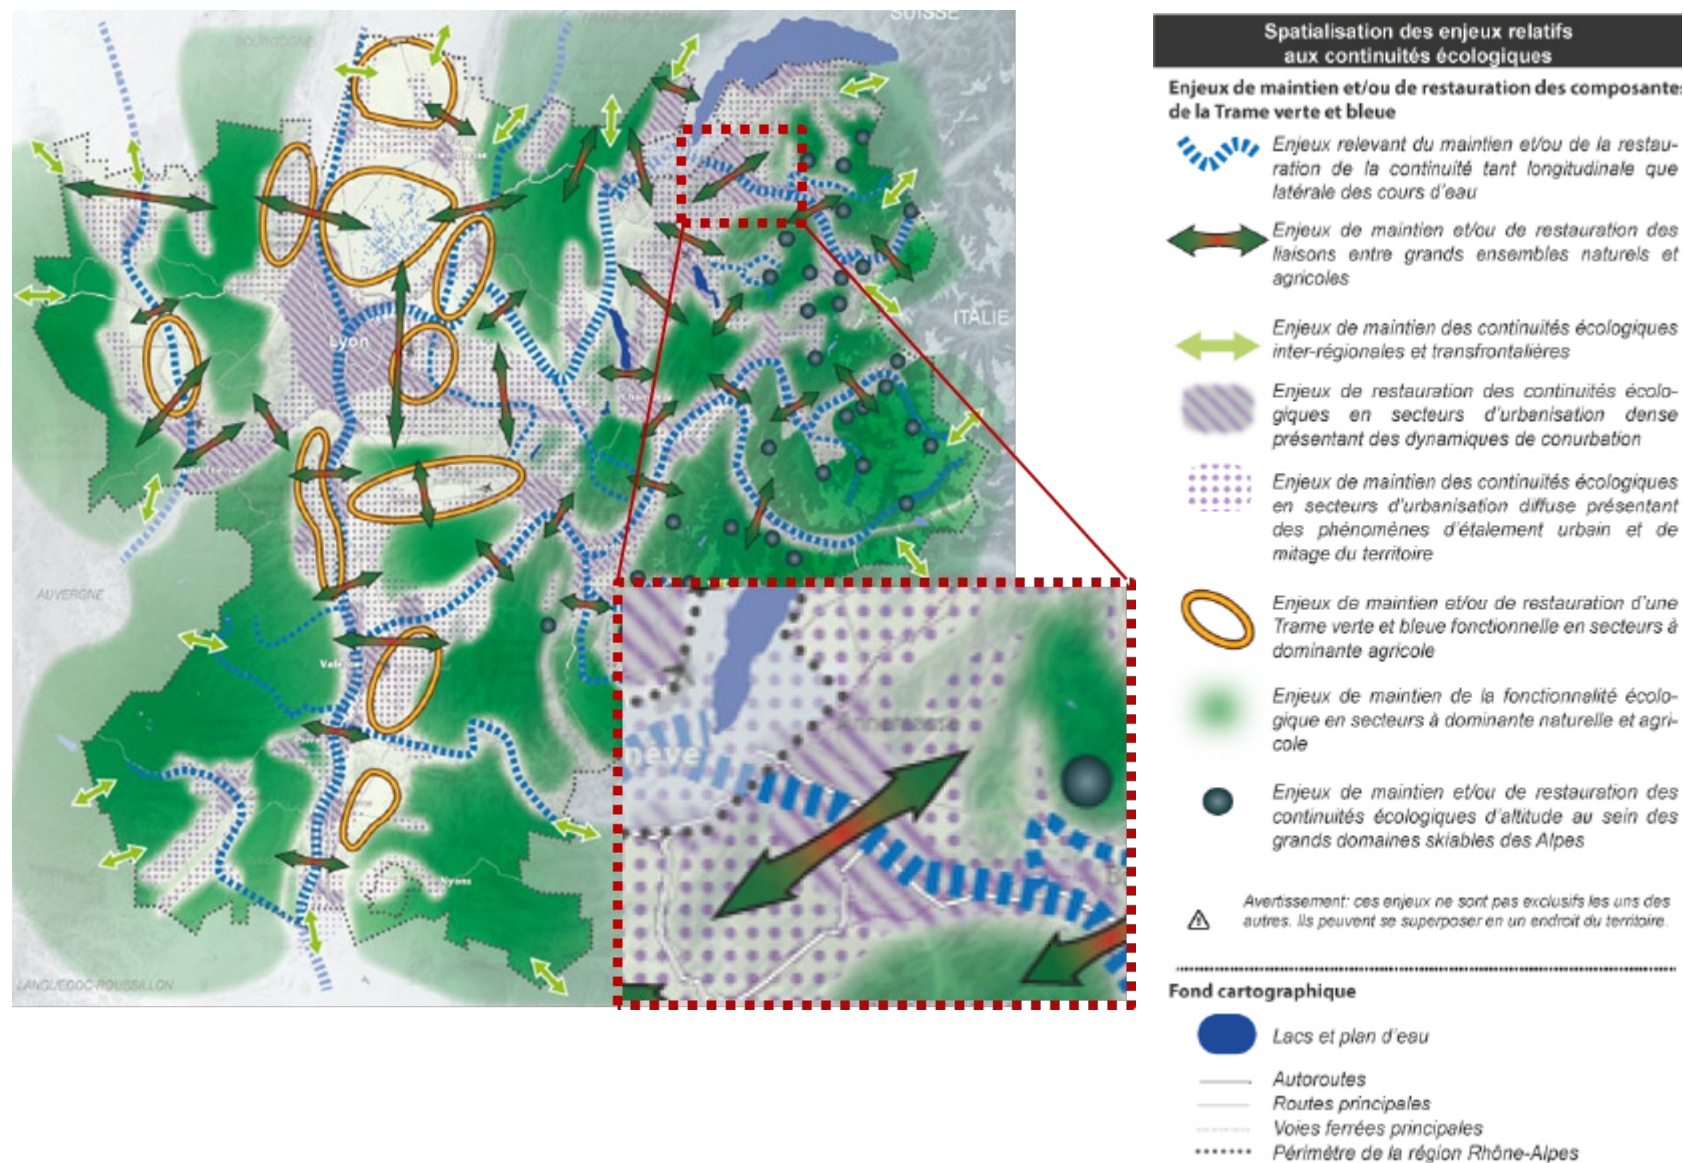 SUISSE
FRANCHE-COMTÉ
BOURGOGNE
ITALIE
Lyon
Annecy
Chambéry
Saint-Etienne
AUVERGNE
Valence
Privas
Nyons
LANGUEDOC-ROUSSILLON
Annemasse
nève
Spatialisation des enjeux relatifs
aux continuités écologiques
Enjeux de maintien et/ou de restauration des composantes
de la Trame verte et bleue
Enjeux relevant du maintien et/ou de la restau-
ration de la continuité tant longitudinale que
latérale des cours d'eau
Enjeux de maintien et/ou de restauration des
liaisons entre grands ensembles naturels et
agricoles
Enjeux de maintien des continuités écologiques
inter-régionales et transfrontalières
Enjeux de restauration des continuités écolo-
giques en secteurs d'urbanisation dense
présentant des dynamiques de conurbation
Enjeux de maintien des continuités écologiques
en secteurs d'urbanisation diffuse présentant
des phénomènes d'étalement urbain et de
mitage du territoire
Enjeux de maintien et/ou de restauration d'une
Trame verte et bleue fonctionnelle en secteurs à
dominante agricole
Enjeux de maintien de la fonctionnalité écolo-
gique en secteurs à dominante naturelle et agri-
cole
Enjeux de maintien et/ou de restauration des
continuités écologiques d'altitude au sein des
grands domaines skiables des Alpes
Avertissement: ces enjeux ne sont pas exclusifs les uns des
autres. Ils peuvent se superposer en un endroit du territoire.
Fond cartographique
Lacs et plan d'eau
Autoroutes
Routes principales
Voies ferrées principales
Périmètre de la région Rhône-Alpes